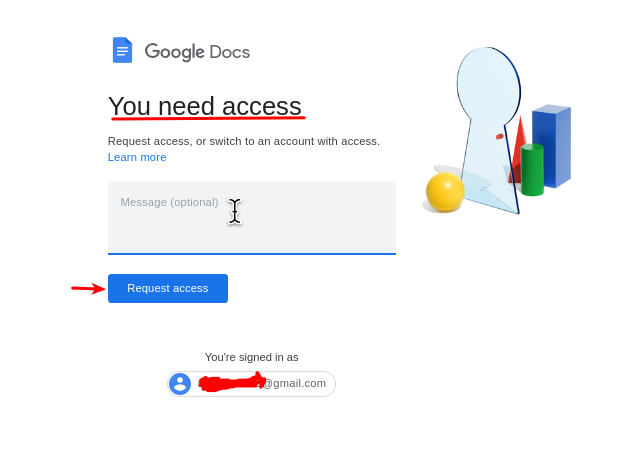 Google Docs
You need access
Request access, or switch to an account with access.
Learn more
Message (optional)
Request access
You're signed in as
@gmail.com